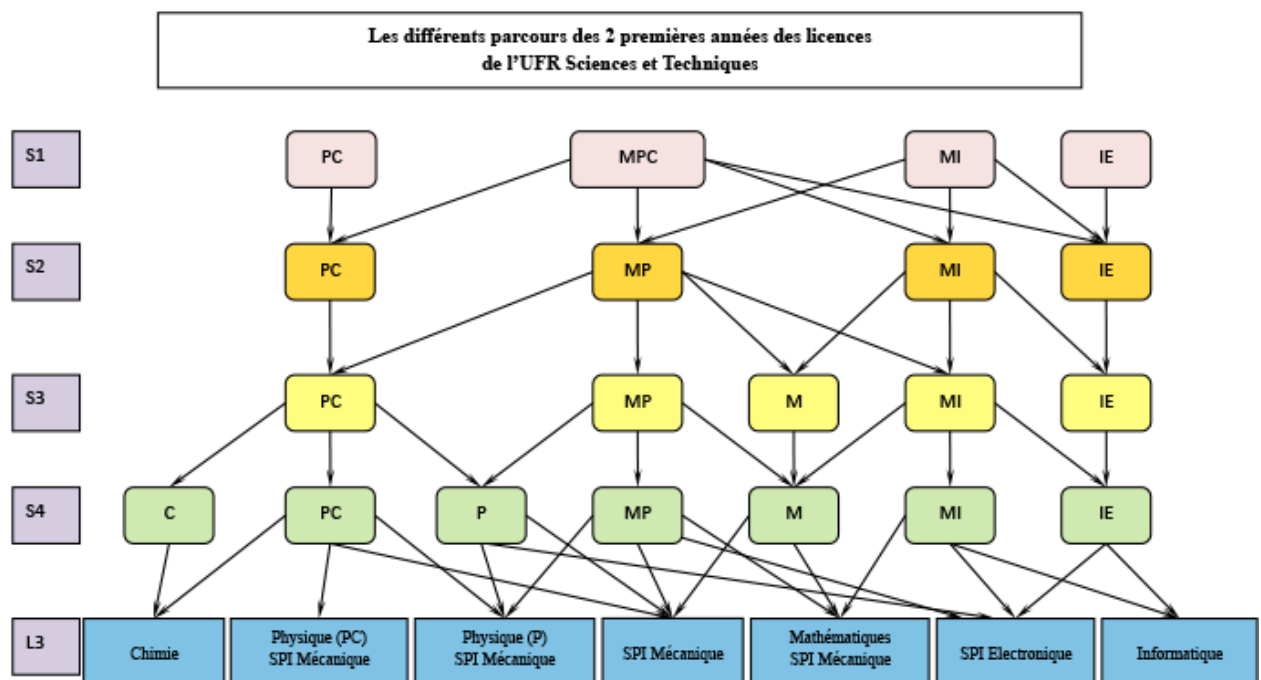 Les différents parcours des 2 premières années des licences
de l'UFR Sciences et Techniques
S1
PC
MPC
MI
IE
S2
PC
MP
MI
IE
S3
PC
MP
M
MI
IE
S4
C
PC
P
MP
M
MI
IE
L3
Chimie
Physique (PC)
SPI Mécanique
Physique (P)
SPI Mécanique
SPI Mécanique
Mathématiques
SPI Mécanique
SPI Electronique
Informatique